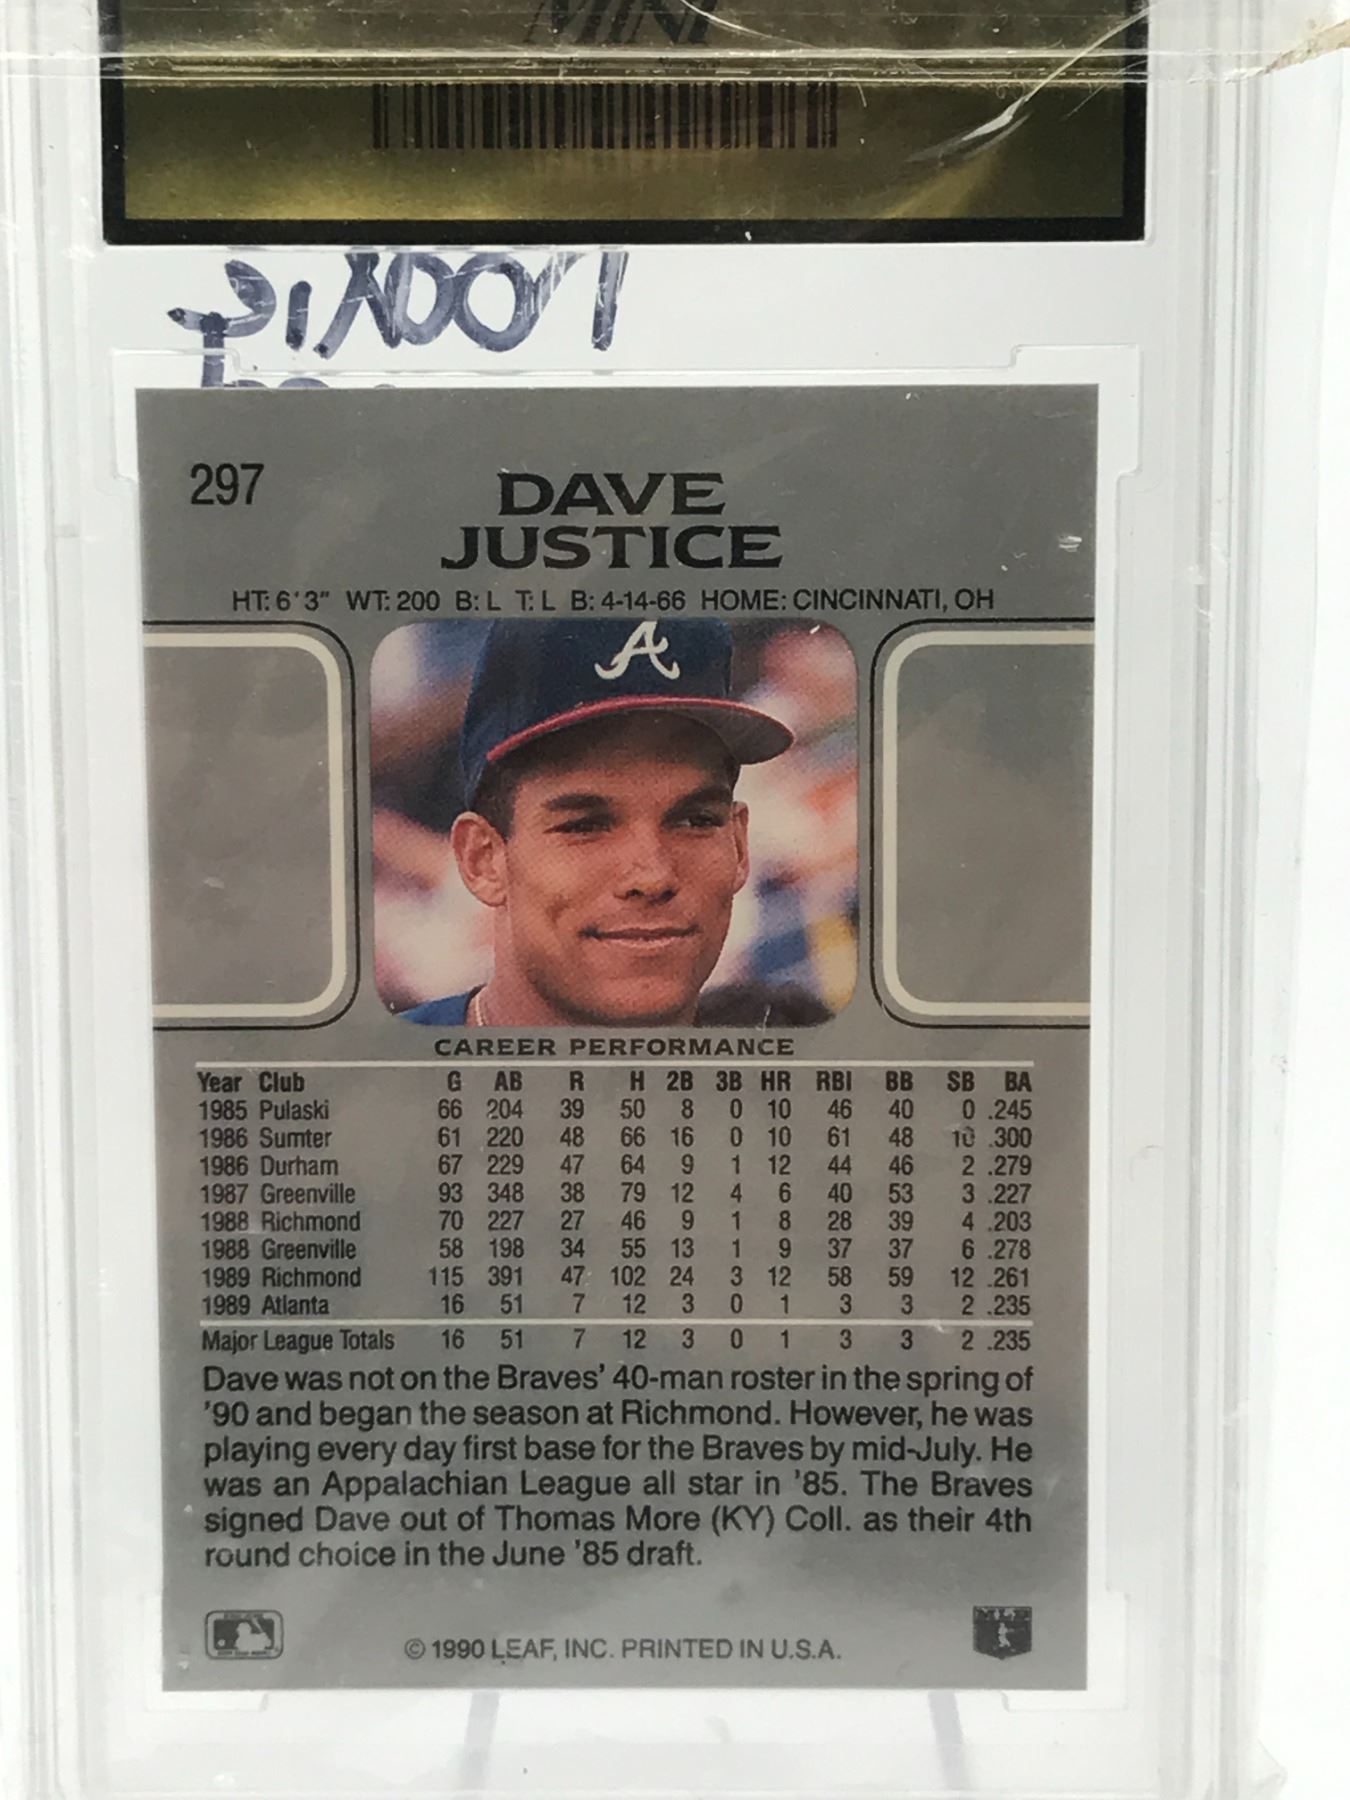 MINI
297
DAVE
JUSTICE
HT: 6'3" WT: 200 B: L T: L B: 4-14-66 HOME: CINCINNATI, OH
A
CAREER PERFORMANCE
Year Club G AB R H 2B 3B HR RBI BB SB BA
1985 Pulaski 66 204 39 50 8 0 10 46 40 0 .245
1986 Sumter 61 220 48 66 16 0 10 61 48 10 .300
1986 Durham 67 229 47 64 9 1 12 44 46 2 .279
1987 Greenville 93 348 38 79 12 4 6 40 53 3 .227
1988 Richmond 70 227 27 46 9 1 8 28 39 4 .203
1988 Greenville 58 198 34 55 13 1 9 37 37 6 .278
1989 Richmond 115 391 47 102 24 3 12 58 59 12 .261
1989 Atlanta 16 51 7 12 3 0 1 3 3 2 .235
Major League Totals 16 51 7 12 3 0 1 3 3 2 .235
Dave was not on the Braves' 40-man roster in the spring of
'90 and began the season at Richmond. However, he was
playing every day first base for the Braves by mid-July. He
was an Appalachian League all star in '85. The Braves
signed Dave out of Thomas More (KY) Coll. as their 4th
round choice in the June '85 draft.
© 1990 LEAF, INC. PRINTED IN U.S.A.